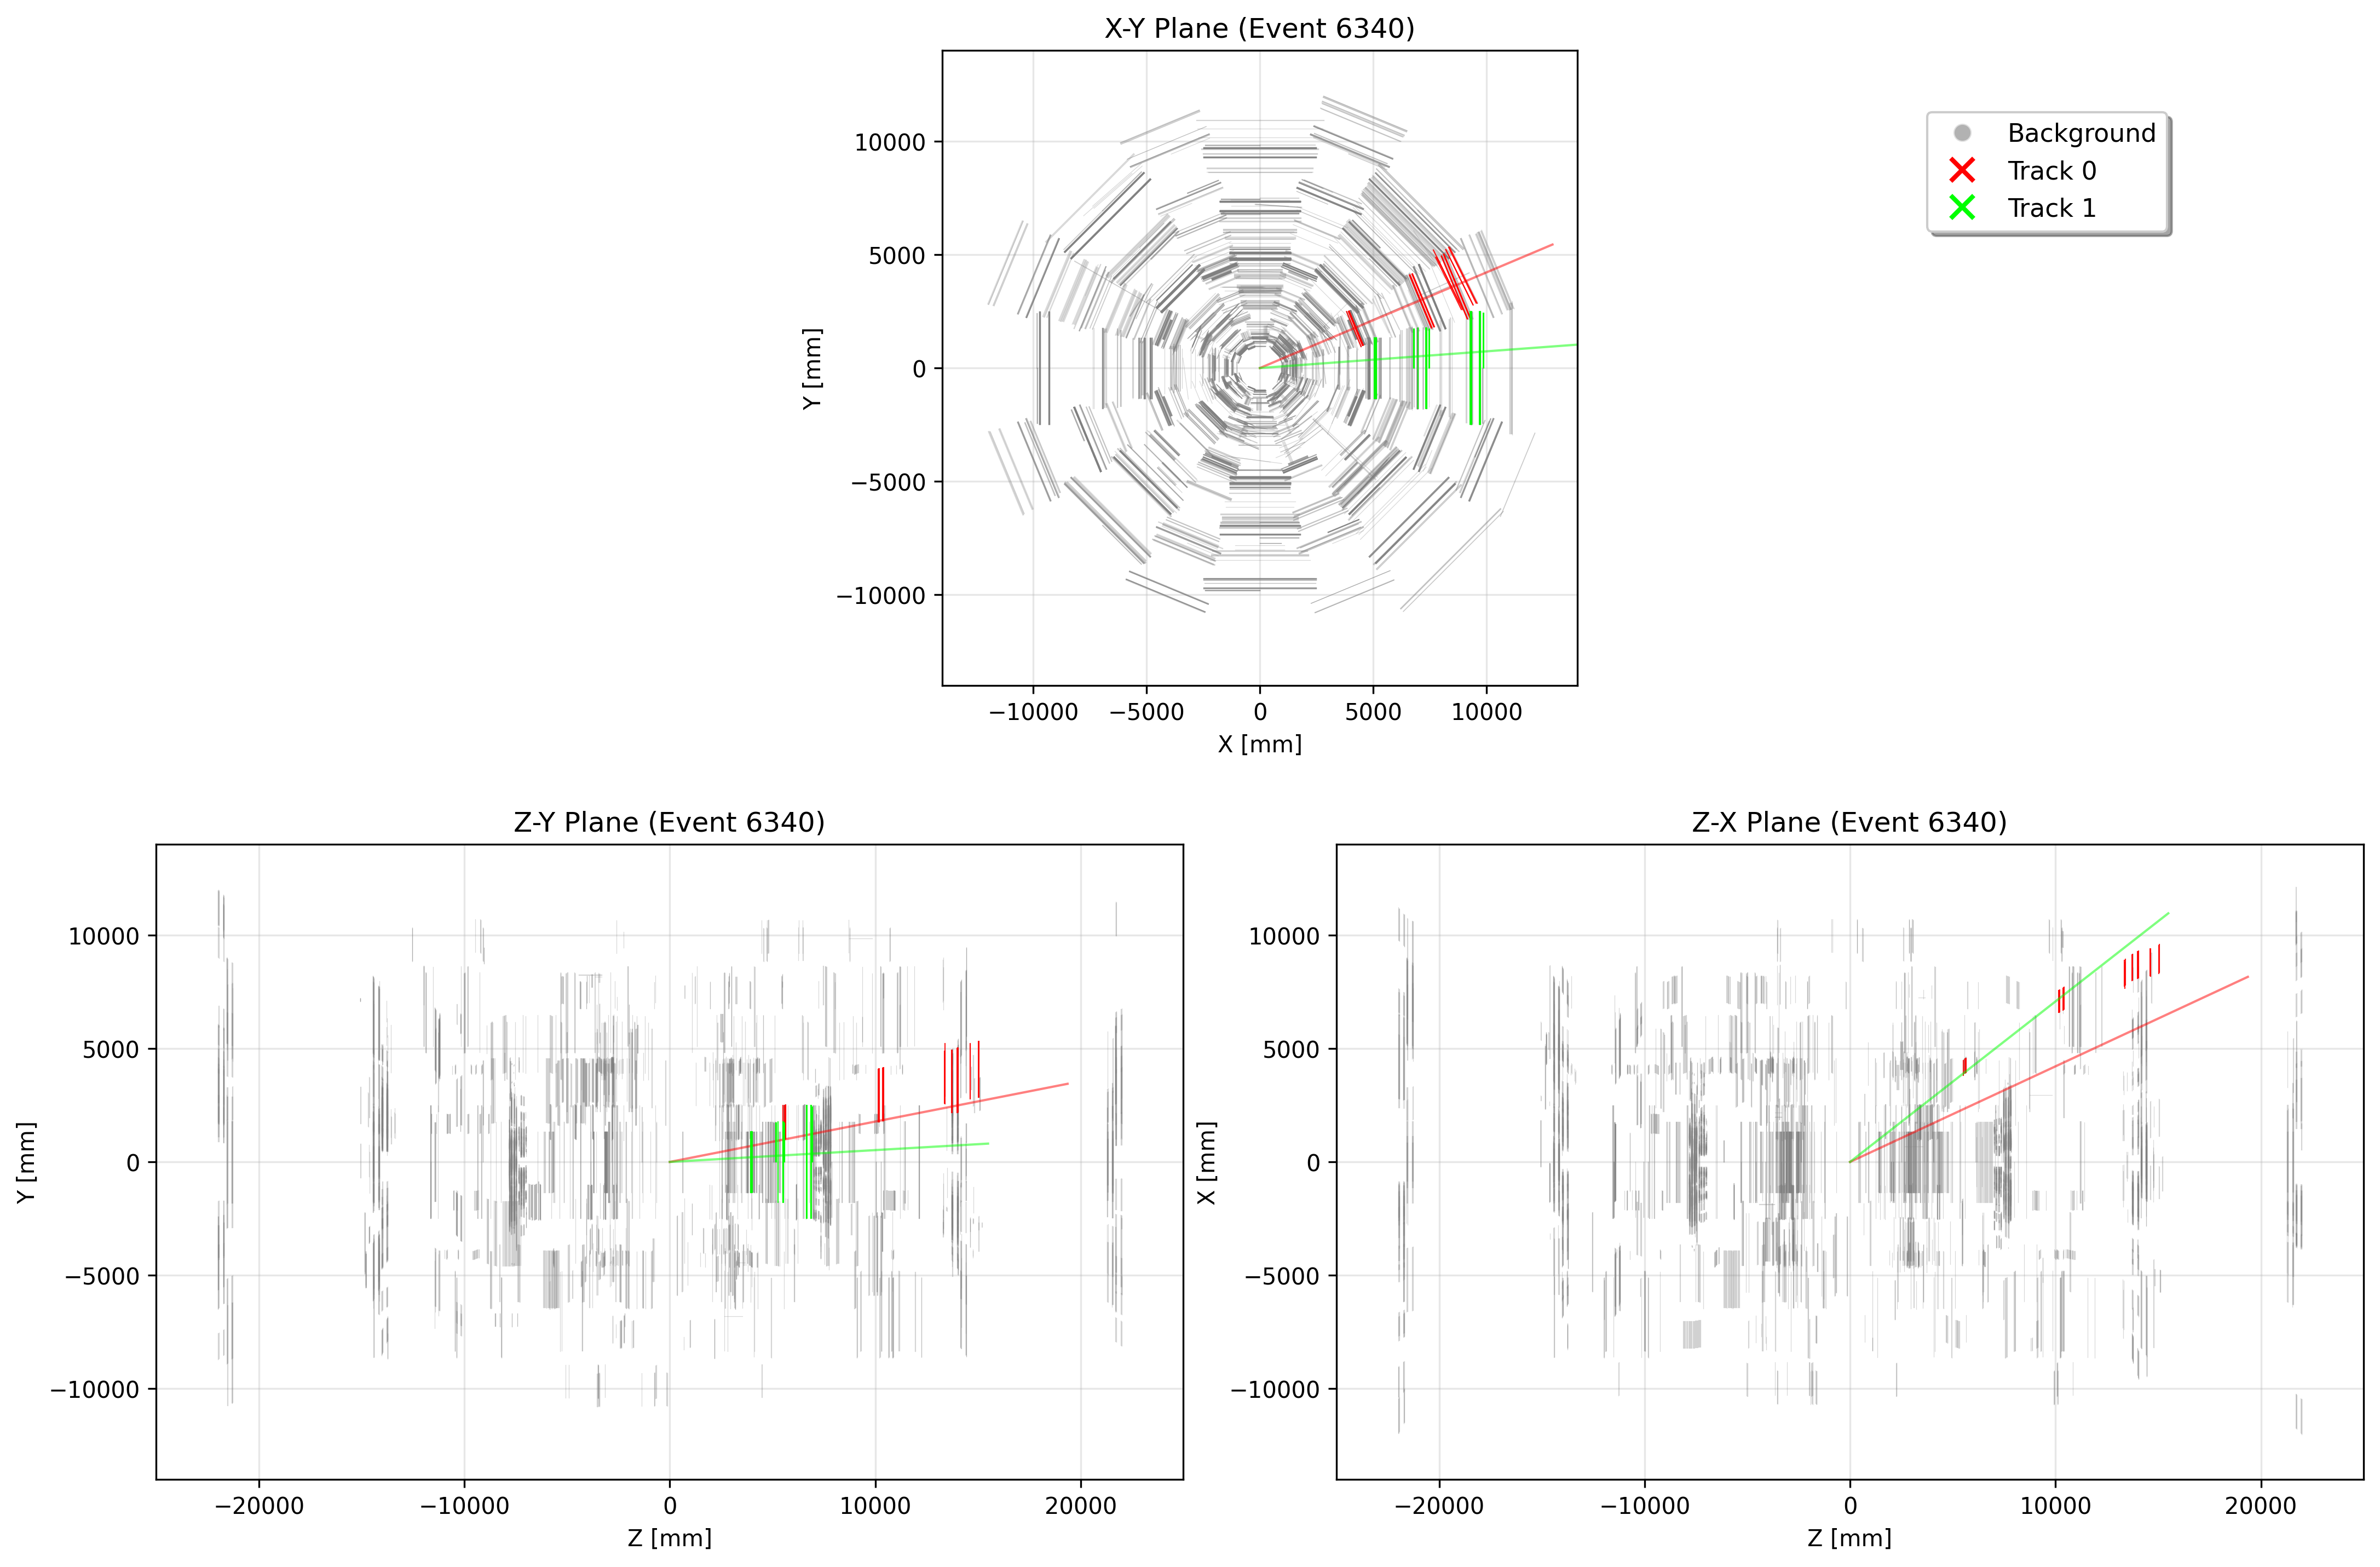 X-Y Plane (Event 6340)
Background
Track 0
Track 1
10000
5000
0
−5000
−10000
Y [mm]
−10000 −5000 0 5000 10000
X [mm]
Z-Y Plane (Event 6340)
10000
5000
0
−5000
−10000
Y [mm]
−20000 −10000 0 10000 20000
Z [mm]
Z-X Plane (Event 6340)
10000
5000
0
−5000
−10000
X [mm]
−20000 −10000 0 10000 20000
Z [mm]